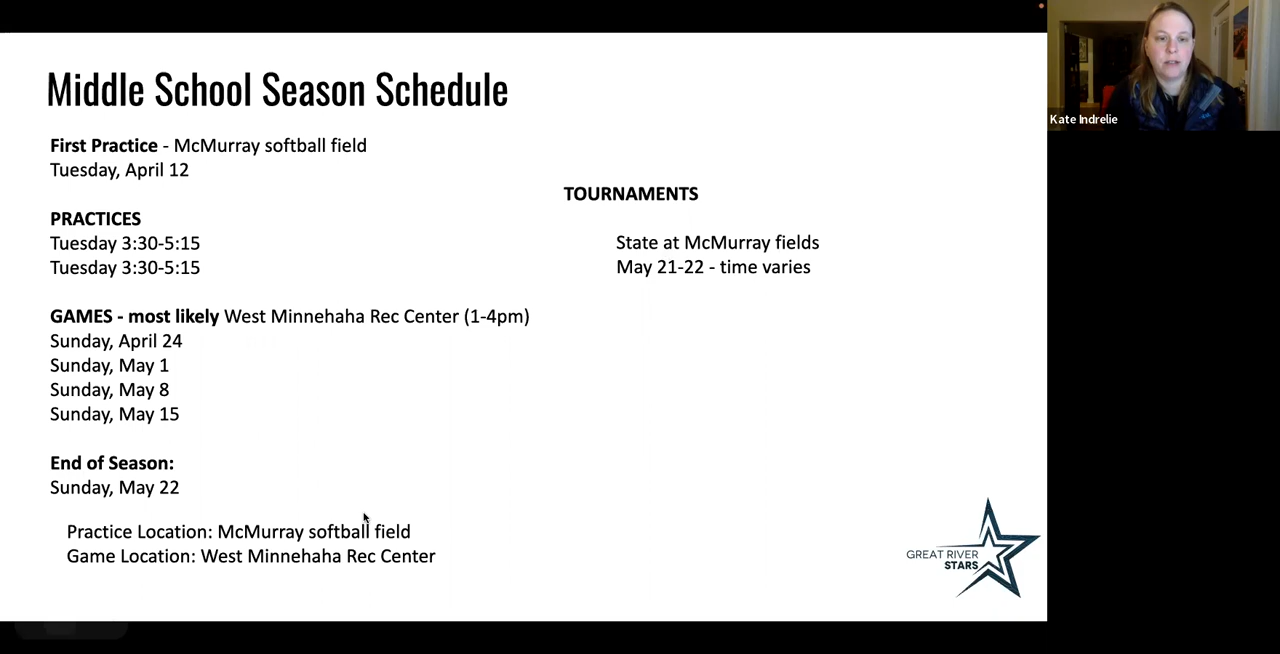 Middle School Season Schedule
First Practice - McMurray softball field
Tuesday, April 12
PRACTICES
Tuesday 3:30-5:15
Tuesday 3:30-5:15
GAMES - most likely West Minnehaha Rec Center (1-4pm)
Sunday, April 24
Sunday, May 1
Sunday, May 8
Sunday, May 15
End of Season:
Sunday, May 22
Practice Location: McMurray softball field
Game Location: West Minnehaha Rec Center
TOURNAMENTS
State at McMurray fields
May 21-22 - time varies
GREAT RIVER
STARS
Kate Indrelie